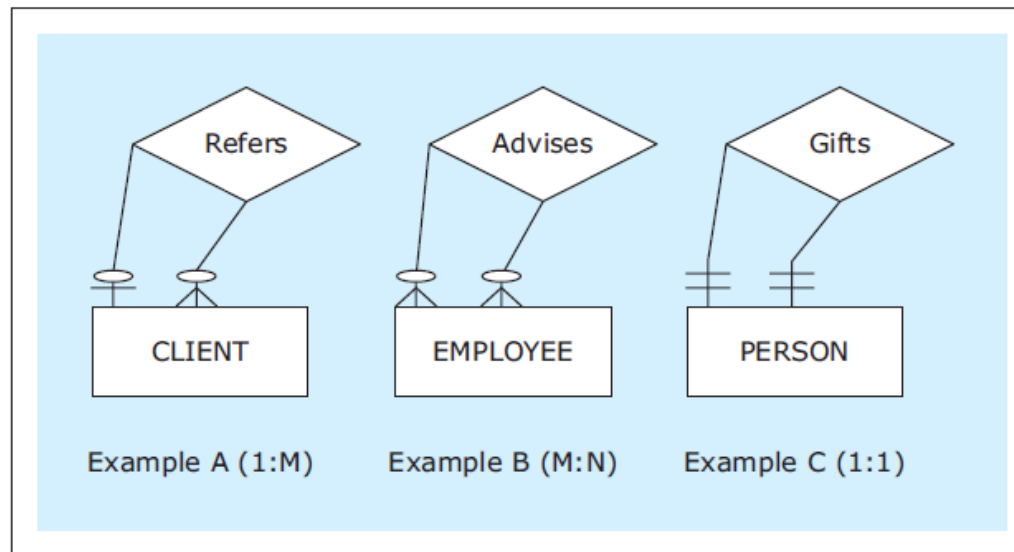 Refers
Advises
Gifts
CLIENT
EMPLOYEE
PERSON
Example A (1:M)
Example B (M:N)
Example C (1:1)